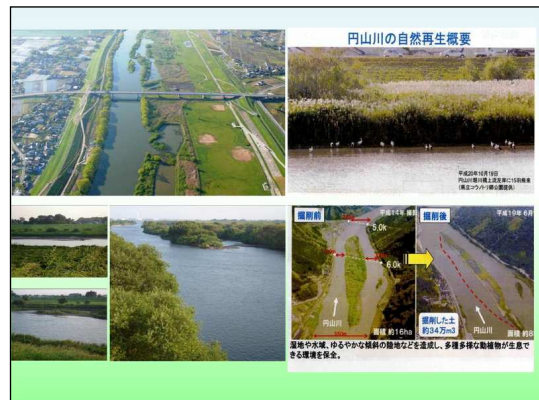 円山川の自然再生概要
平成20年10月19日
円山川堀川橋上流左岸に15羽飛来
(県立コウノトリ郷公園提供)
掘削前
平成14年 撮影
5.0k
6.0k
円山川
面積 約16ha
掘削後
平成19年 6月
掘削した土
約34万m3
円山川
面積 約8
湿地や水域、ゆるやかな傾斜の陸地などを造成し、多種多様な動植物が生息で
きる環境を保全。